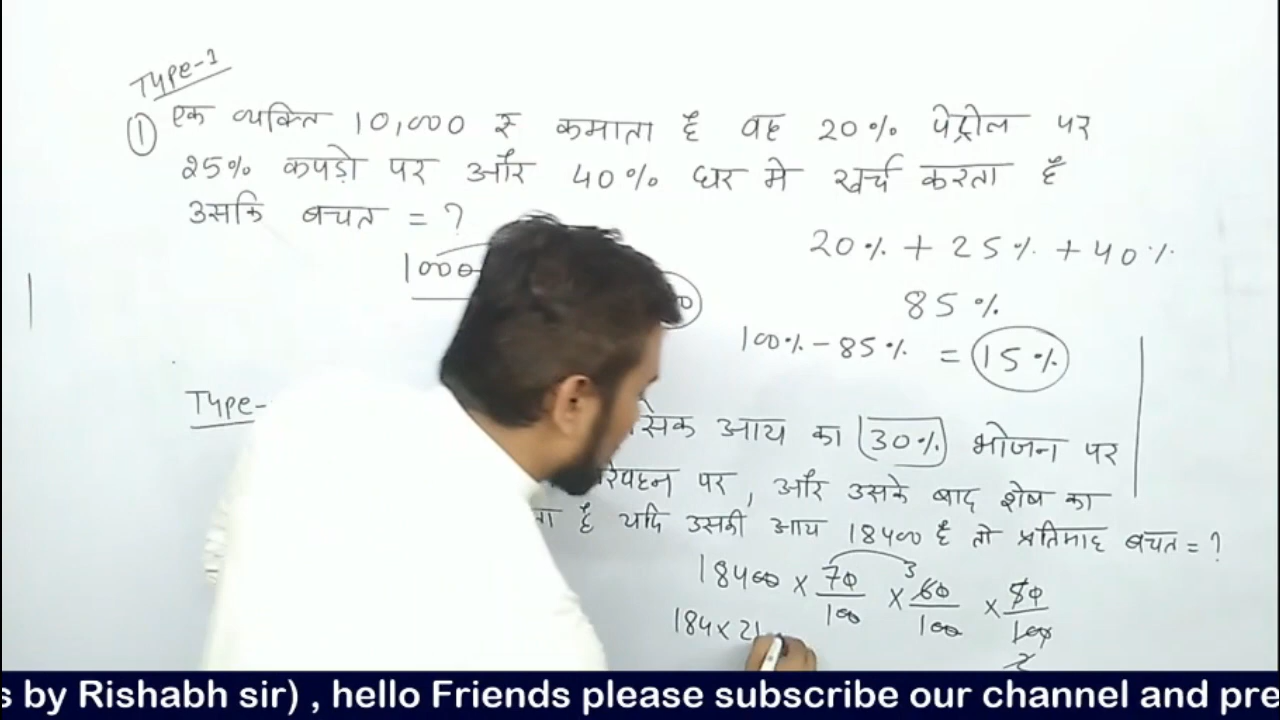 Type-1
① एक व्यक्ति 10,000 ₹ कमाता है वह 20% पेट्रोल पर
25% कपड़ो पर और 40% घर मे खर्च करता है
उसकि बचत = ?
20% + 25% + 40%
1000
85%
100% - 85% = 15%
Type-
आय का 30% भोजन पर
पर, और उसके बाद शेष का
है यदि उसकी आय 18400 है तो प्रतिमाह बचत = ?
18400 × 70/100 × 60/100 × 50/100
3
184 × 21
2
s by Rishabh sir) , hello Friends please subscribe our channel and pre